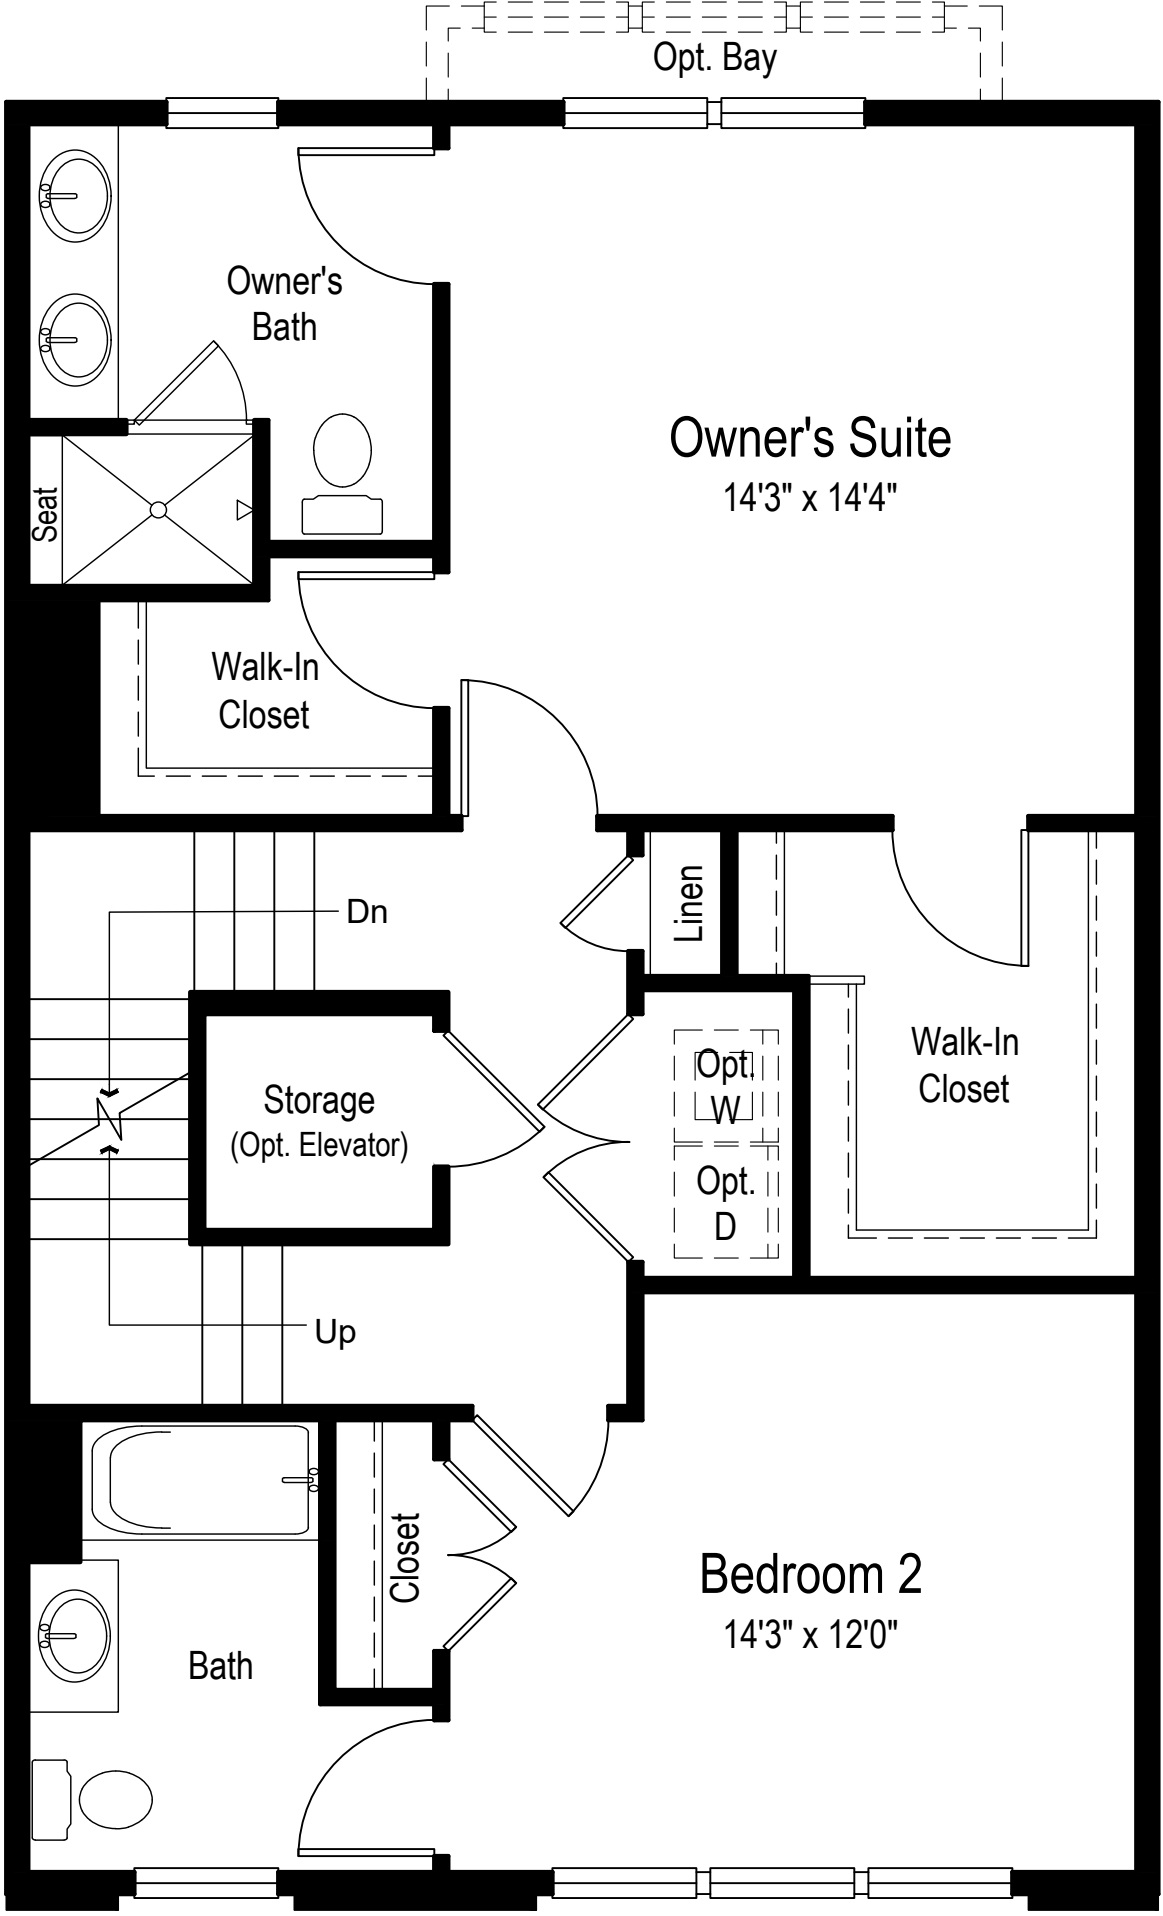 Opt. Bay
Owner's
Bath
Owner's Suite
14'3" x 14'4"
Seat
Walk-In
Closet
Dn
Linen
Walk-In
Closet
Opt.
W
Storage
(Opt. Elevator)
Opt.
D
Up
Closet
Bedroom 2
14'3" x 12'0"
Bath